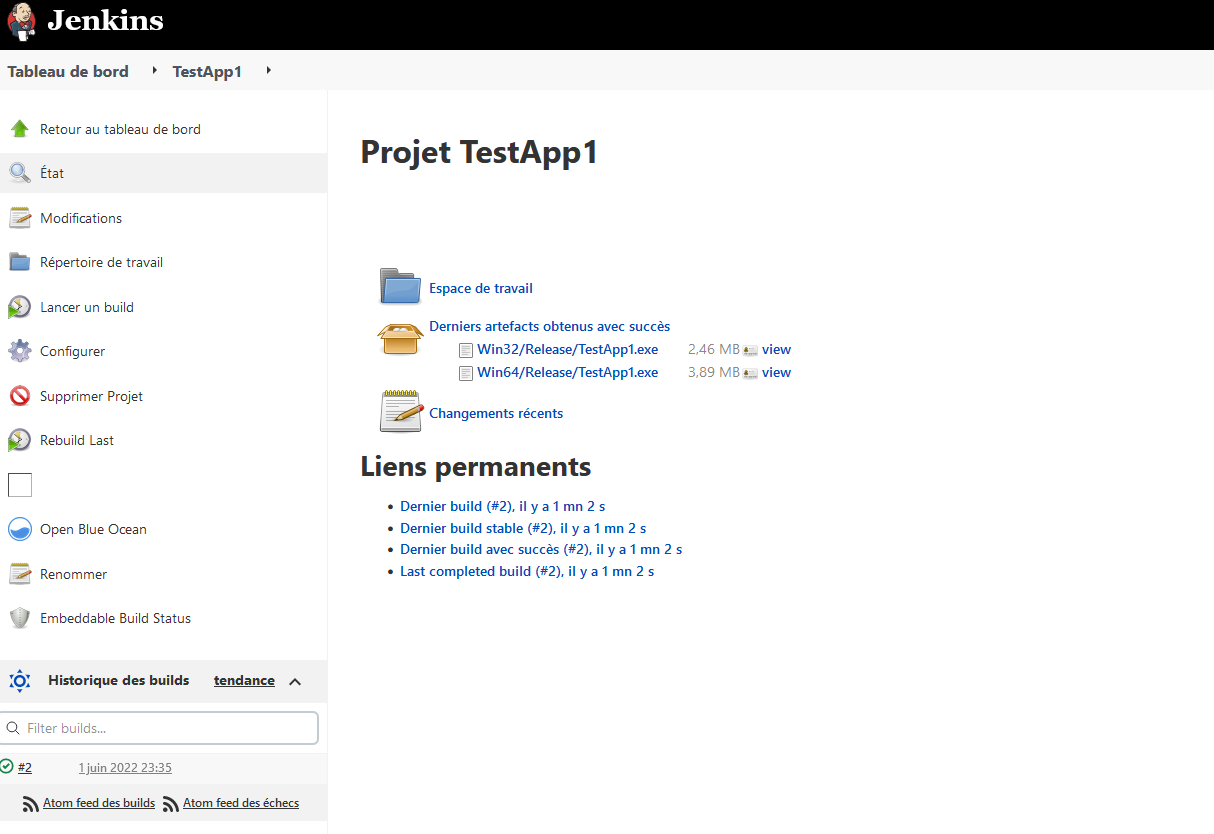 Jenkins
Tableau de bord TestApp1
Retour au tableau de bord
État
Modifications
Répertoire de travail
Lancer un build
Configurer
Supprimer Projet
Rebuild Last
Open Blue Ocean
Renommer
Embeddable Build Status
Historique des builds tendance
Filter builds...
#2 1 juin 2022 23:35
Atom feed des builds Atom feed des échecs
Projet TestApp1
Espace de travail
Derniers artefacts obtenus avec succès
Win32/Release/TestApp1.exe 2,46 MB view
Win64/Release/TestApp1.exe 3,89 MB view
Changements récents
Liens permanents
Dernier build (#2), il y a 1 mn 2 s
Dernier build stable (#2), il y a 1 mn 2 s
Dernier build avec succès (#2), il y a 1 mn 2 s
Last completed build (#2), il y a 1 mn 2 s